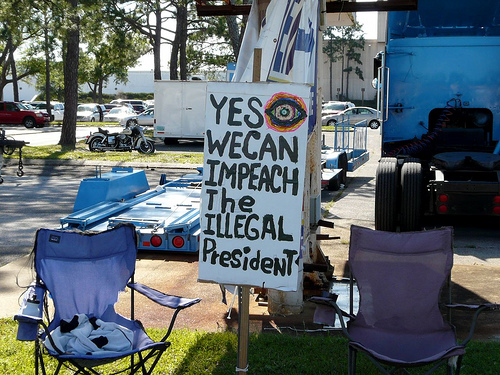 YES
WECAN
IMPEACH
The
ILLEGAL
President